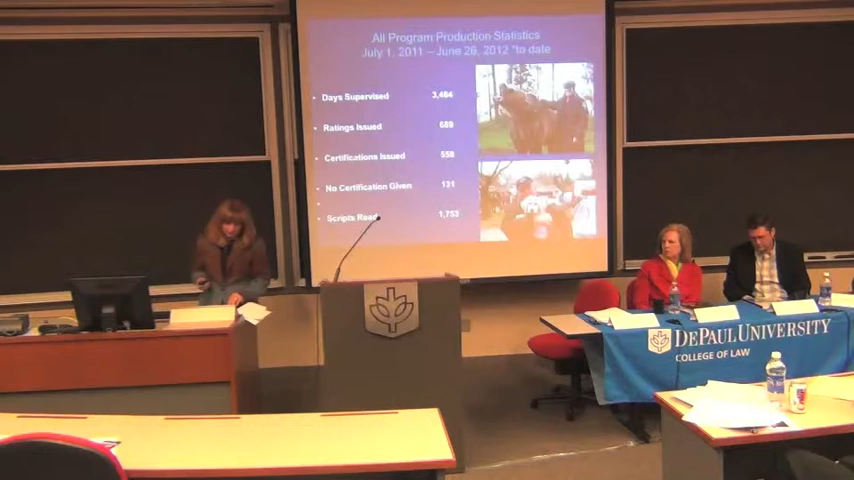 All Program Production Statistics
July 1, 2011 – June 26, 2012 *to date
• Days Supervised 3,484
• Ratings Issued 689
• Certifications Issued 558
• No Certification Given 131
•
• Scripts Read 1,753
DEPAUL UNIVERSITY
COLLEGE OF LAW